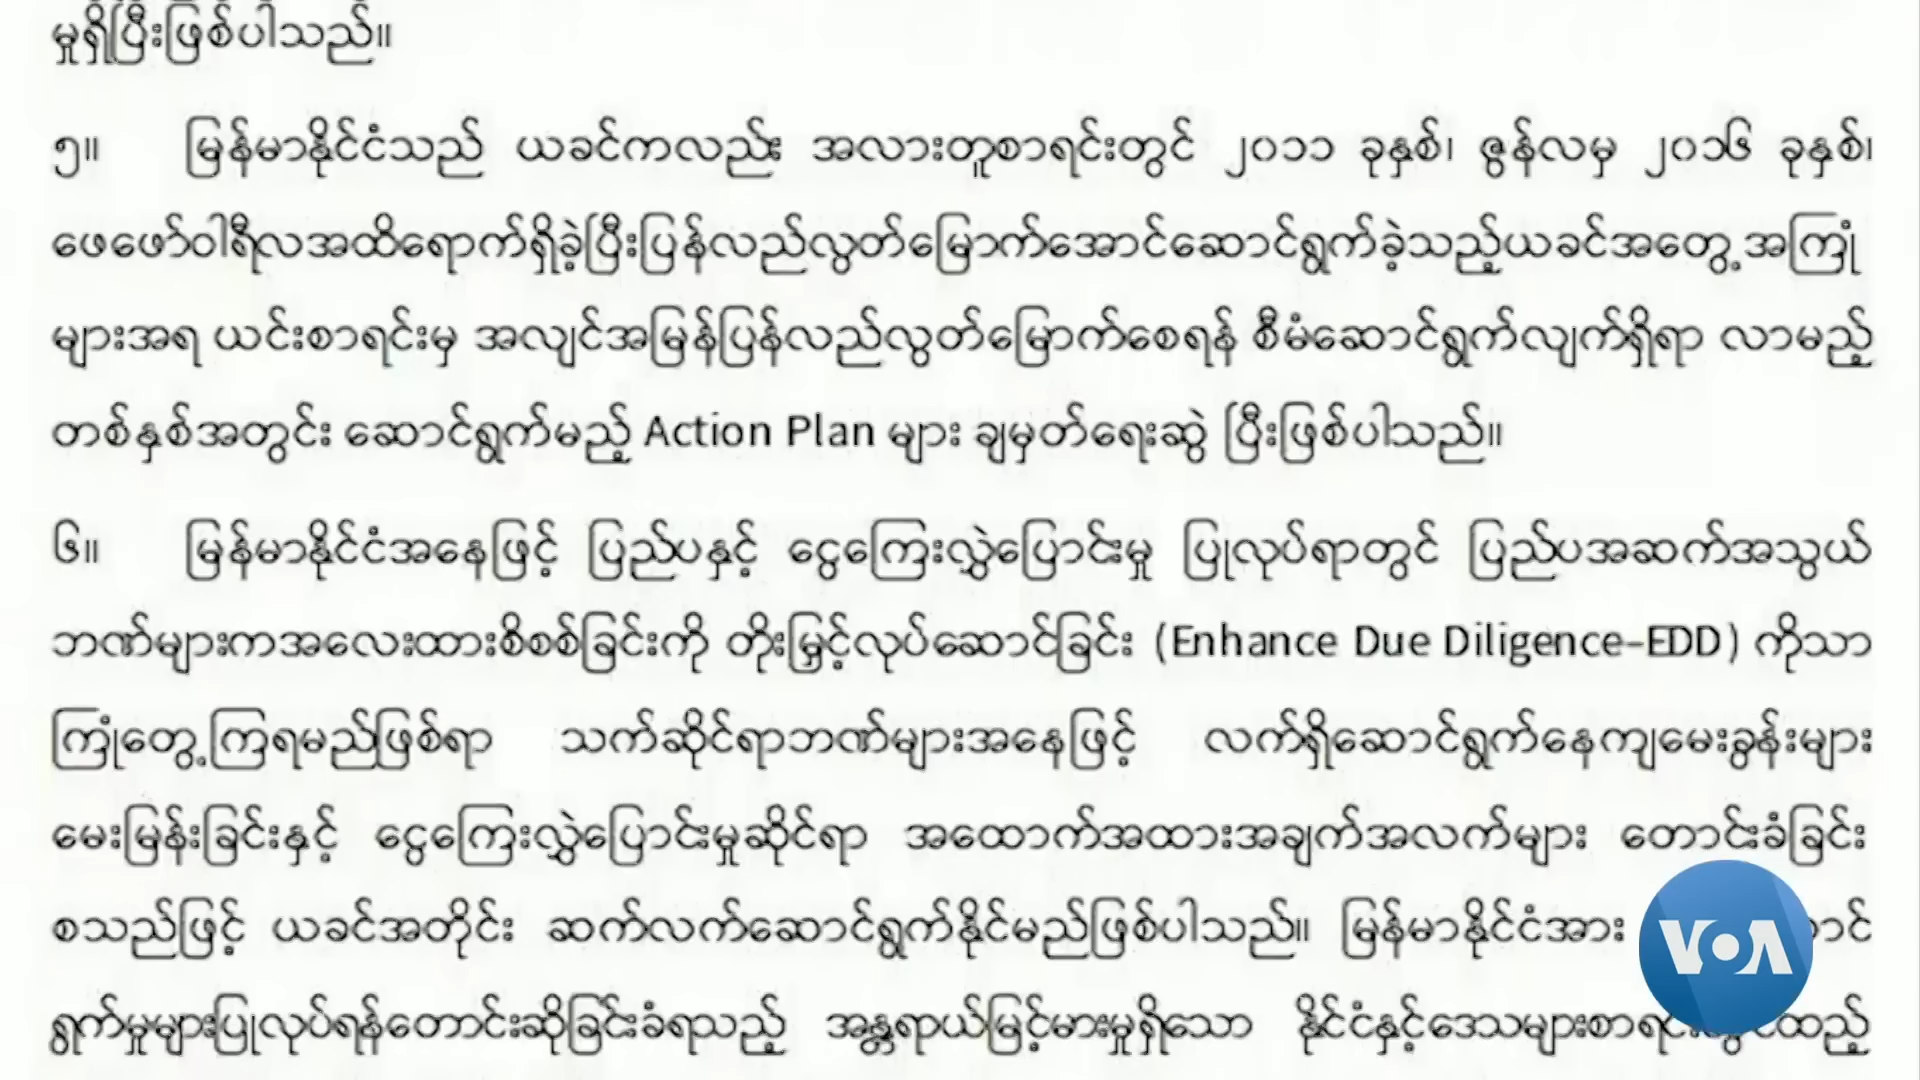 မှုရှိပြီးဖြစ်ပါသည်။
၅။ မြန်မာနိုင်ငံသည် ယခင်ကလည်း အလားတူစာရင်းတွင် ၂၀၁၁ ခုနှစ်၊ ဇွန်လမှ ၂၀၁၆ ခုနှစ်၊
ဖေဖော်ဝါရီလအထိရောက်ရှိခဲ့ပြီးပြန်လည်လွတ်မြောက်အောင်ဆောင်ရွက်ခဲ့သည့်ယခင်အတွေ့အကြုံ
များအရ ယင်းစာရင်းမှ အလျင်အမြန်ပြန်လည်လွတ်မြောက်စေရန် စီမံဆောင်ရွက်လျက်ရှိရာ လာမည့်
တစ်နှစ်အတွင်း ဆောင်ရွက်မည့် Action Plan များ ချမှတ်ရေးဆွဲ ပြီးဖြစ်ပါသည်။
၆။ မြန်မာနိုင်ငံအနေဖြင့် ပြည်ပနှင့် ငွေကြေးလွှဲပြောင်းမှု ပြုလုပ်ရာတွင် ပြည်ပအဆက်အသွယ်
ဘဏ်များကအလေးထားစိစစ်ခြင်းကို တိုးမြှင့်လုပ်ဆောင်ခြင်း (Enhance Due Diligence-EDD) ကိုသာ
ကြုံတွေ့ကြရမည်ဖြစ်ရာ သက်ဆိုင်ရာဘဏ်များအနေဖြင့် လက်ရှိဆောင်ရွက်နေကျမေးခွန်းများ
မေးမြန်းခြင်းနှင့် ငွေကြေးလွှဲပြောင်းမှုဆိုင်ရာ အထောက်အထားအချက်အလက်များ တောင်းခံခြင်း
စသည်ဖြင့် ယခင်အတိုင်း ဆက်လက်ဆောင်ရွက်နိုင်မည်ဖြစ်ပါသည်။ မြန်မာနိုင်ငံအား
ရွက်မှုများပြုလုပ်ရန်တောင်းဆိုခြင်းခံရသည့် အန္တရာယ်မြင့်မားမှုရှိသော နိုင်ငံနှင့်ဒေသများစာရင်းတွင်ထည့်
VOA